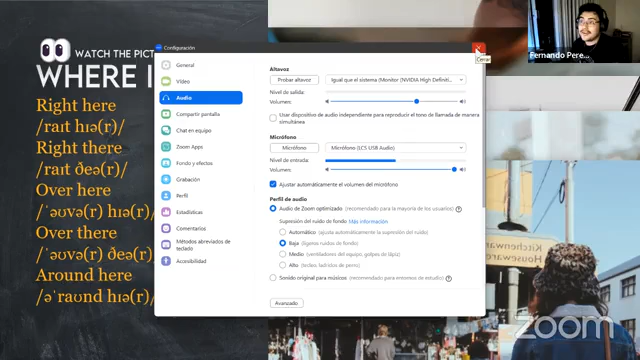 WATCH THE PICT
WHERE I
Right here
/raɪt hɪə(r)/
Right there
/raɪt ðeə(r)/
Over here
/ˈəʊvə(r) hɪə(r)/
Over there
/ˈəʊvə(r) ðeə(r)
Around here
/əˈraʊnd hɪə(r)/
Configuración
General
Vídeo
Audio
Compartir pantalla
Chat en equipo
Zoom Apps
Fondo y efectos
Grabación
Perfil
Estadísticas
Comentarios
Métodos abreviados de
teclado
Accesibilidad
Altavoz
Probar altavoz
Igual que el sistema (Monitor (NVIDIA High Definiti...
Nivel de salida:
Volumen:
Usar dispositivo de audio independiente para reproducir el tono de llamada de manera
simultánea
Micrófono
Micrófono
Micrófono (LCS USB Audio)
Nivel de entrada:
Volumen:
Ajustar automáticamente el volumen del micrófono
Perfil de audio
Audio de Zoom optimizado (recomendado para la mayoría de los usuarios)
Supresión del ruido de fondo Más información
Automático (ajusta automáticamente la supresión del ruido)
Baja (ligeros ruidos de fondo)
Medio (ventiladores del equipo, golpes de lápiz)
Alto (tecleo, ladridos de perro)
Sonido original para músicos (recomendado para entornos de estudio)
Avanzado
Cerrar
Fernando Pere...
Kitchenware
Houseware
zoom